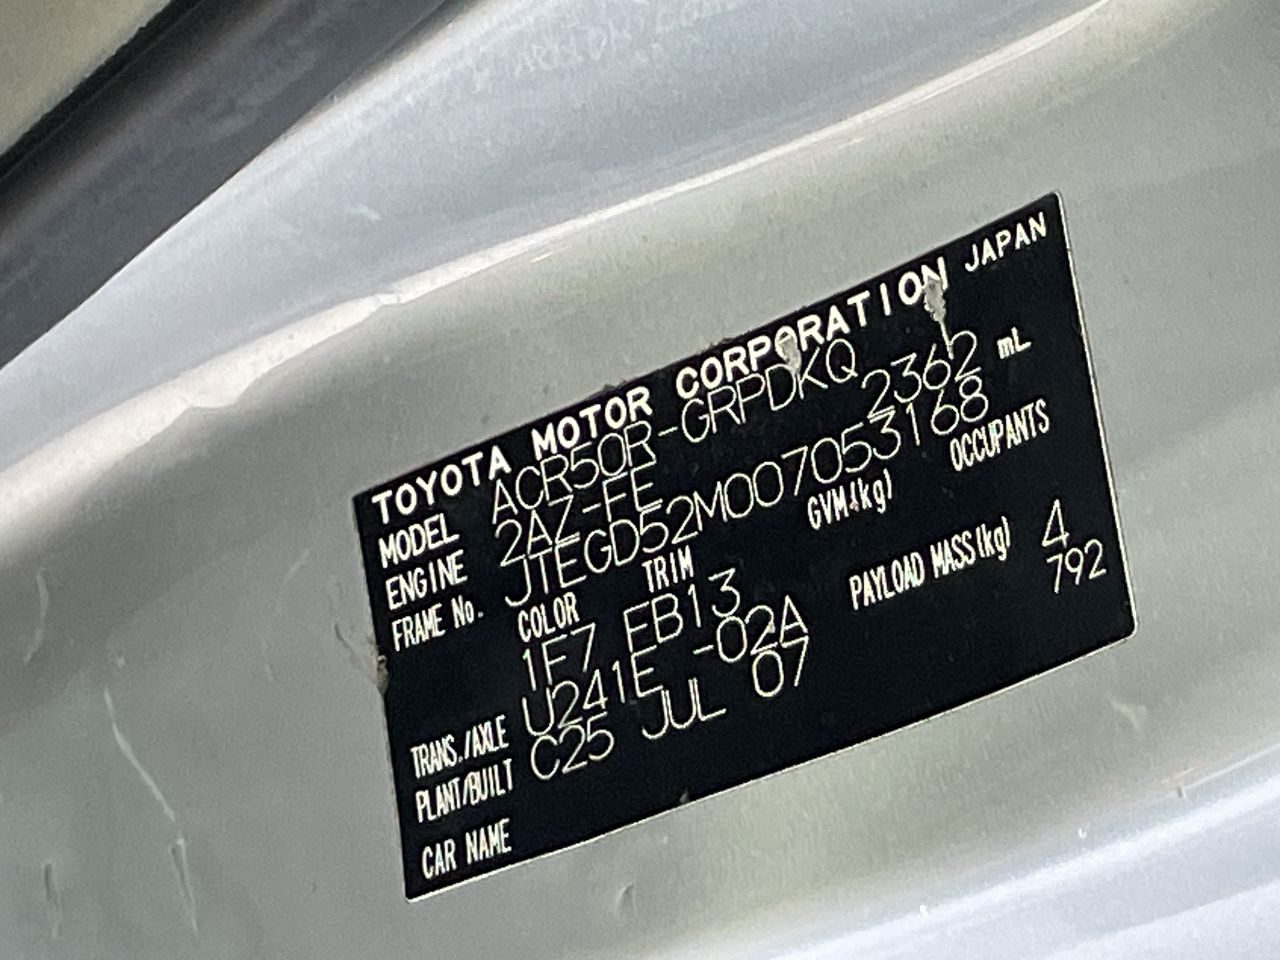 TOYOTA MOTOR CORPORATION JAPAN
MODEL ACR50R-GRPDKQ
ENGINE 2AZ-FE 2362 mL
FRAME No. JTEGD52M007053168
COLOR TRIM GVM(kg) OCCUPANTS
1F7 FB13 4
TRANS./AXLE U241E -02A PAYLOAD MASS(kg) 792
PLANT/BUILT C25 JUL 07
CAR NAME